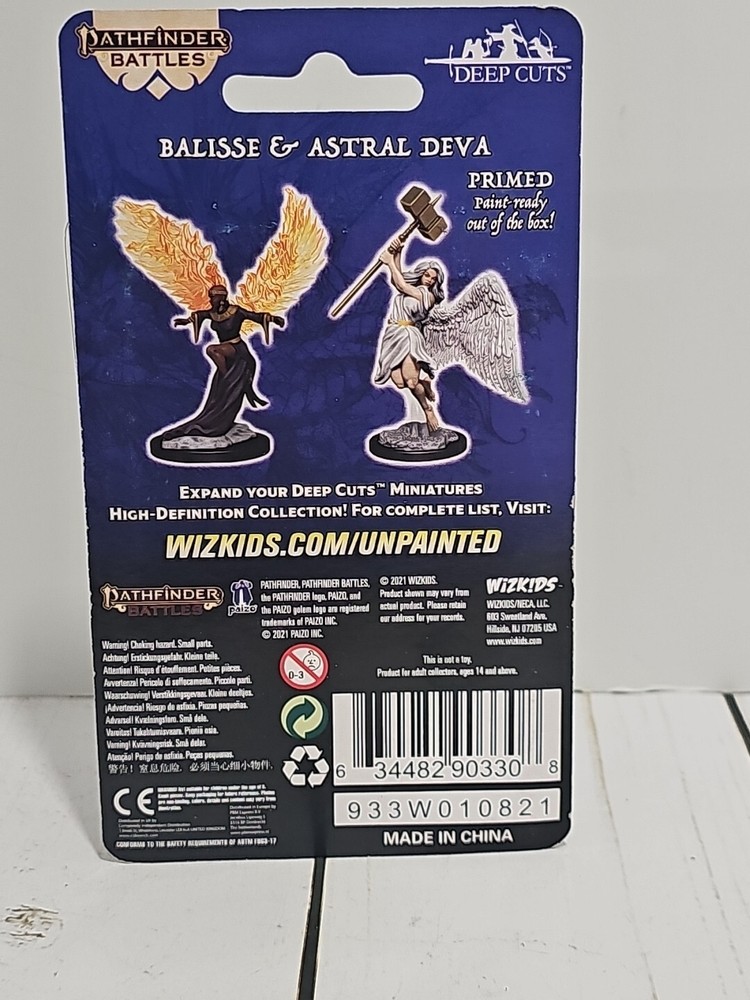 PATHFINDER
BATTLES
DEEP CUTS™
BALISSE & ASTRAL DEVA
PRIMED
Paint-ready
out of the box!
EXPAND YOUR DEEP CUTS™ MINIATURES
HIGH-DEFINITION COLLECTION! FOR COMPLETE LIST, VISIT:
WIZKIDS.COM/UNPAINTED
PATHFINDER
BATTLES
paizo
PATHFINDER, PATHFINDER BATTLES,
the PATHFINDER logo, PAIZO, and
the PAIZO golem logo are registered
trademarks of PAIZO INC.
© 2021 PAIZO INC.
© 2021 WIZKIDS.
Product shown may vary from
actual product. Please retain
our address for your records.
WIZKIDS
WIZKIDS/NECA, LLC.
603 Sweetland Ave.
Hillside, NJ 07205 USA
www.wizkids.com
Warning! Choking hazard. Small parts.
Achtung! Erstickungsgefahr. Kleine teile.
Attention! Risque d'étouffement. Petites pièces.
Avvertenza! Pericolo di soffocamento. Piccole parti.
Waarschuwing! Verstikkingsgevaar. Kleine deeltjes.
¡Advertencia! Riesgo de asfixia. Piezas pequeñas.
Advarsel! Kvælningsfare. Små dele.
Varoitus! Tukehtumisvaara. Pieniä osia.
Varning! Kvävningsrisk. Små delar.
Atenção! Perigo de asfixia. Peças pequenas.
警告! 窒息危险. 必须当心细小物件.
0-3
This is not a toy.
Product for adult collectors, ages 14 and above.
6 34482 90330 8
933W010821
MADE IN CHINA
CE
CONFORMS TO THE SAFETY REQUIREMENTS OF ASTM F963-17